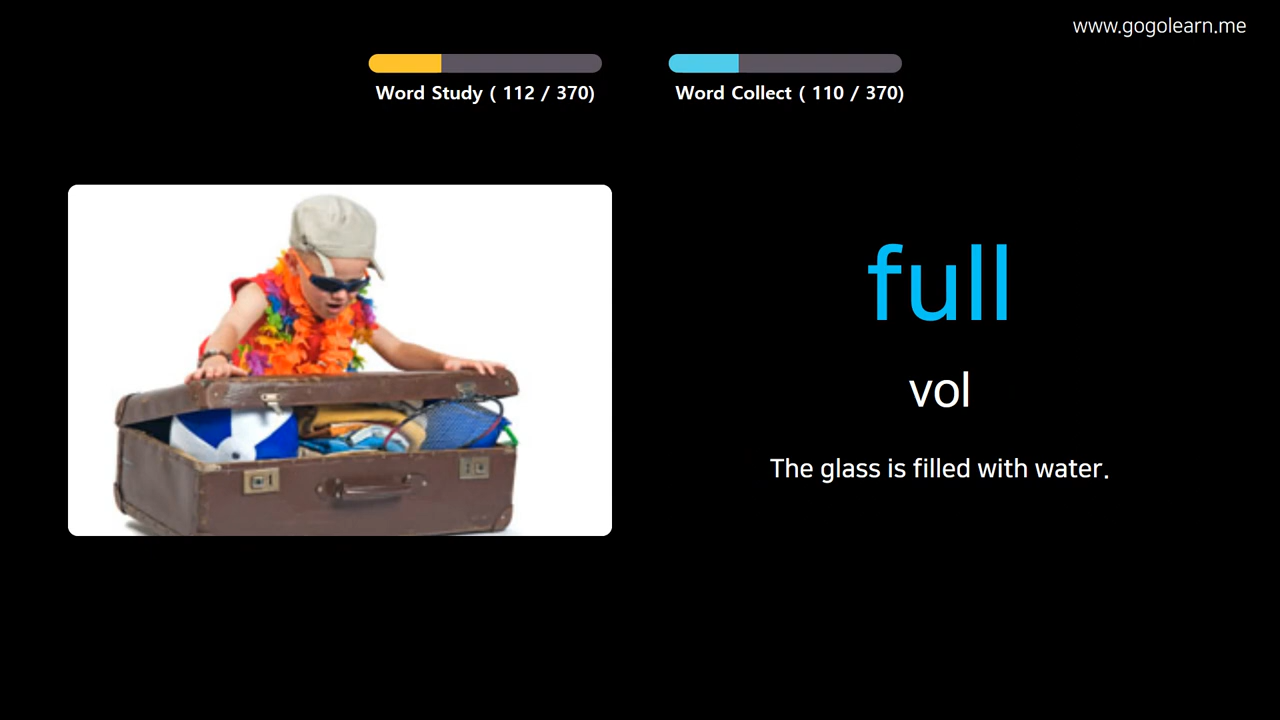 www.gogolearn.me
Word Study ( 112 / 370)
Word Collect ( 110 / 370)
full
vol
The glass is filled with water.